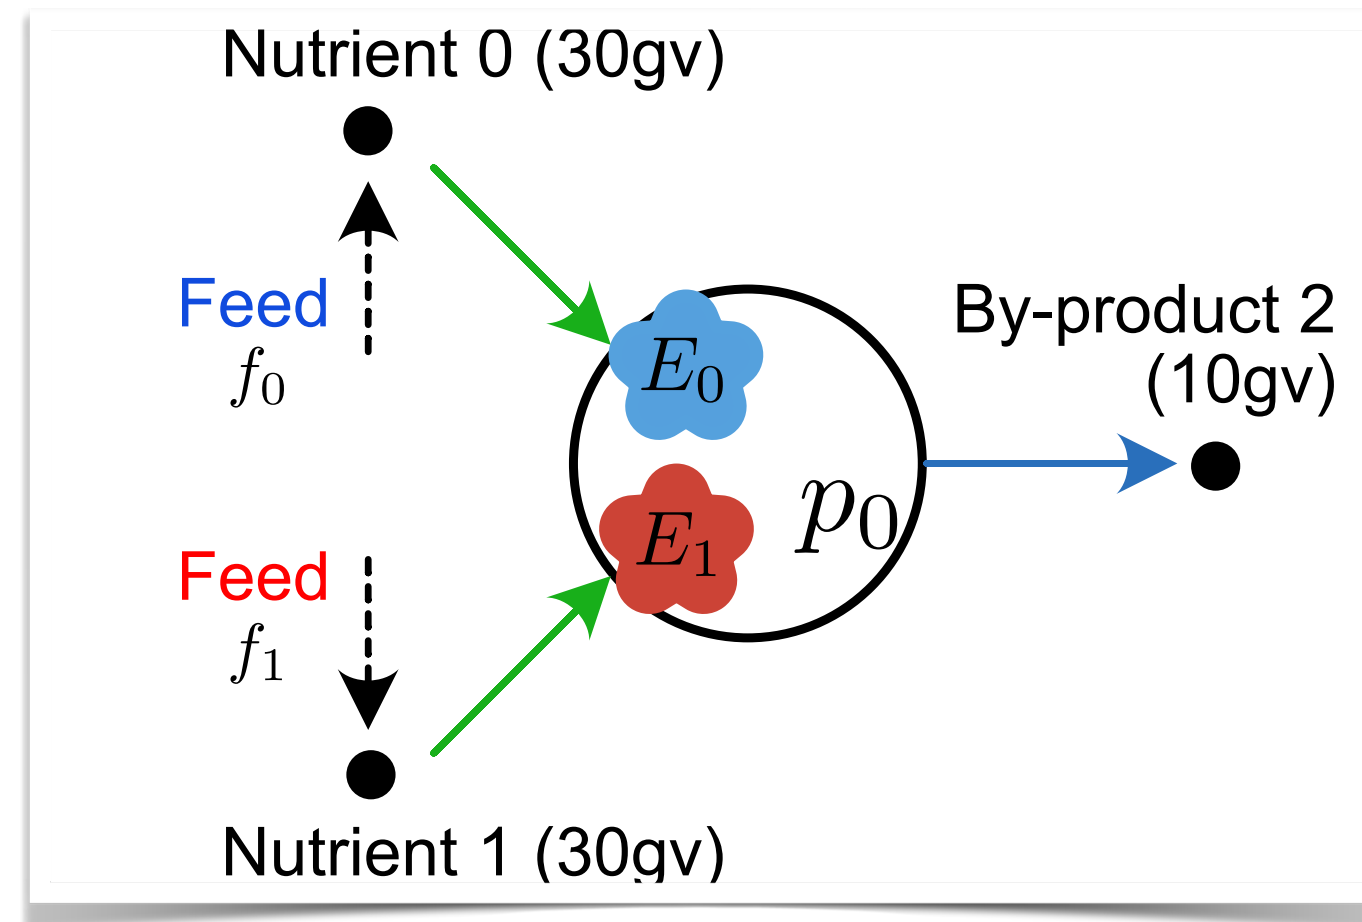 Nutrient 0 (30gv)
Feed
f₀
E₀
By-product 2
(10gv)
E₁
p₀
Feed
f₁
Nutrient 1 (30gv)